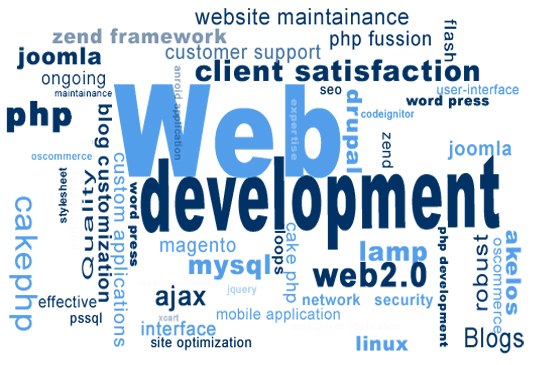 website maintainance
zend framework
php fussion
flash
joomla
customer support
ongoing
client satisfaction
maintainance
anroid application
seo
user-interface
word press
php
Web
expertise
drupal
codeignitor
blog customization
zend
joomla
oscommerce
stylesheet
Quality
custom applications
word press
development
cakephp
magento
loops
cake php
lamp
php development
robust
oscommerce
akelos
mysql
web2.0
effective
ajax
jquery
network
security
pssql
xcart
mobile application
interface
site optimization
linux
Blogs